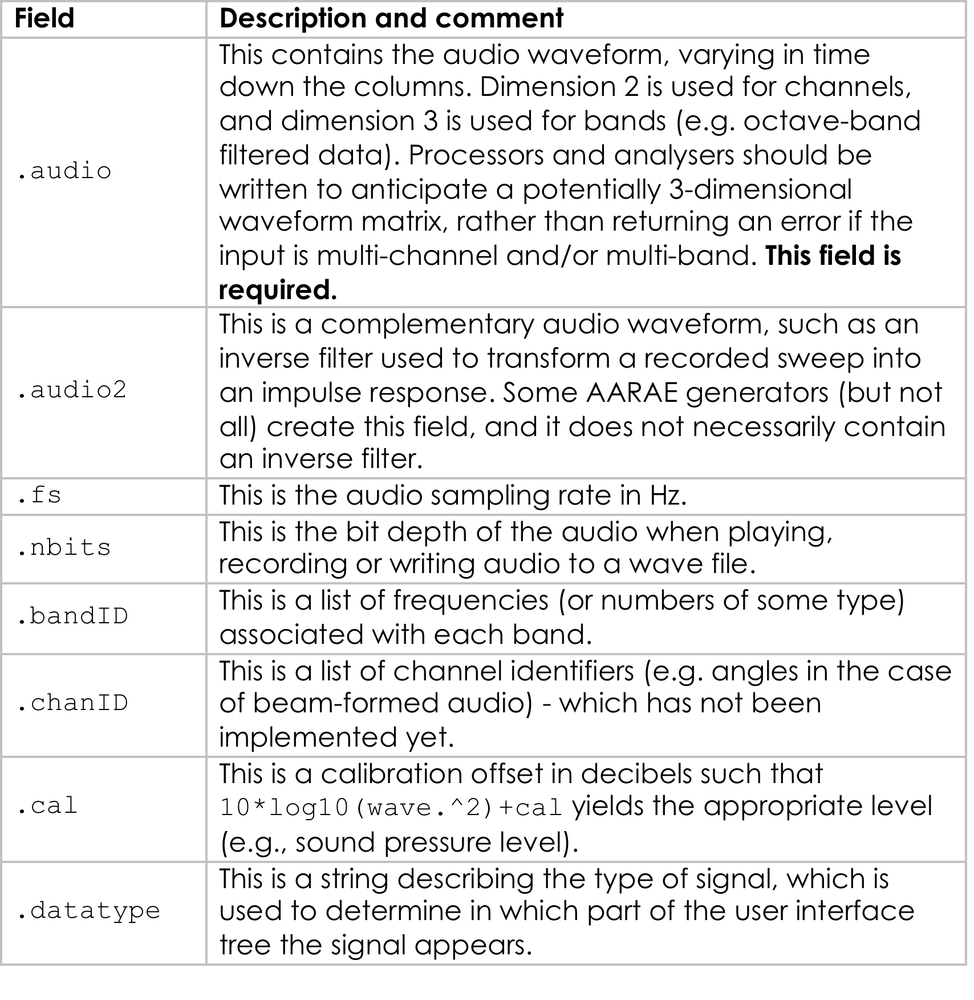 Field Description and comment
.audio
This contains the audio waveform, varying in time
down the columns. Dimension 2 is used for channels,
and dimension 3 is used for bands (e.g. octave-band
filtered data). Processors and analysers should be
written to anticipate a potentially 3-dimensional
waveform matrix, rather than returning an error if the
input is multi-channel and/or multi-band. This field is
required.
.audio2
This is a complementary audio waveform, such as an
inverse filter used to transform a recorded sweep into
an impulse response. Some AARAE generators (but not
all) create this field, and it does not necessarily contain
an inverse filter.
.fs This is the audio sampling rate in Hz.
.nbits
This is the bit depth of the audio when playing,
recording or writing audio to a wave file.
.bandID
This is a list of frequencies (or numbers of some type)
associated with each band.
.chanID
This is a list of channel identifiers (e.g. angles in the case
of beam-formed audio) - which has not been
implemented yet.
.cal
This is a calibration offset in decibels such that
10*log10(wave.^2)+cal yields the appropriate level
(e.g., sound pressure level).
.datatype
This is a string describing the type of signal, which is
used to determine in which part of the user interface
tree the signal appears.